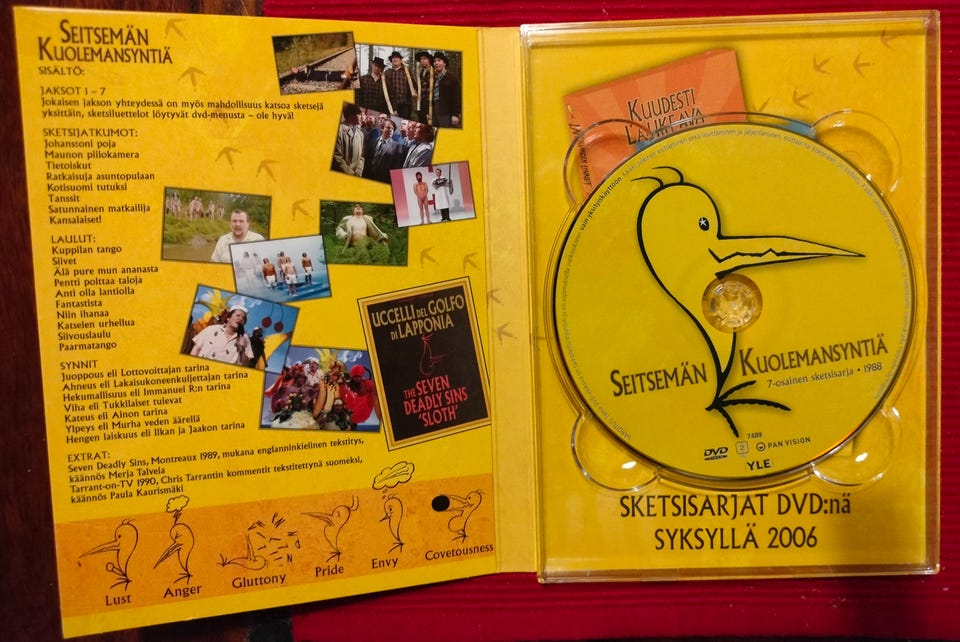 SEITSEMÄN
KUOLEMANSYNTIÄ
SISÄLTÖ:
JAKSOT 1 – 7
Jokaisen jakson yhteydessä on myös mahdollisuus katsoa sketsejä
yksittäin, sketsiluettelot löytyvät dvd-menusta – ole hyvä!
SKETSIJATKUMOT:
Johanssoni poja
Maunon piilokamera
Tietoiskut
Ratkaisuja asuntopulaan
Kotisuomi tutuksi
Tanssit
Satunnainen matkailija
Kansalaiset!
LAULUT:
Kuppilan tango
Siivet
Älä pure mun ananasta
Pentti polttaa taloja
Anti olla lantiolla
Fantastista
Niin ihanaa
Katselen urheilua
Siivouslaulu
Paarmatango
SYNNIT
Juoppous eli Lottovoittajan tarina
Ahneus eli Lakaisukoneenkuljettajan tarina
Hekumallisuus eli Immanuel R:n tarina
Viha eli Tukkilaiset tulevat
Kateus eli Ainon tarina
Ylpeys eli Murha veden äärellä
Hengen laiskuus eli Ilkan ja Jaakon tarina
EXTRAT:
Seven Deadly Sins, Montreaux 1989, mukana englanninkielinen tekstitys,
käännös Merja Talvela
Tarrant-on-TV 1990, Chris Tarrantin kommentit tekstitettynä suomeksi,
käännös Paula Kaurismäki
UCCELLI DEL GOLFO
DI LAPPONIA
THE SEVEN
DEADLY SINS
'SLOTH'
Lust
Anger
Gluttony
Pride
Envy
Covetousness
KUUDESTI
LAUKEAVA
vain yksityiskäyttöön
SEITSEMÄN KUOLEMANSYNTIÄ
7-osainen sketsisarja • 1988
DVD
VIDEO
2
7489
PAN VISION
YLE
SKETSISARJAT DVD:nä
SYKSYLLÄ 2006